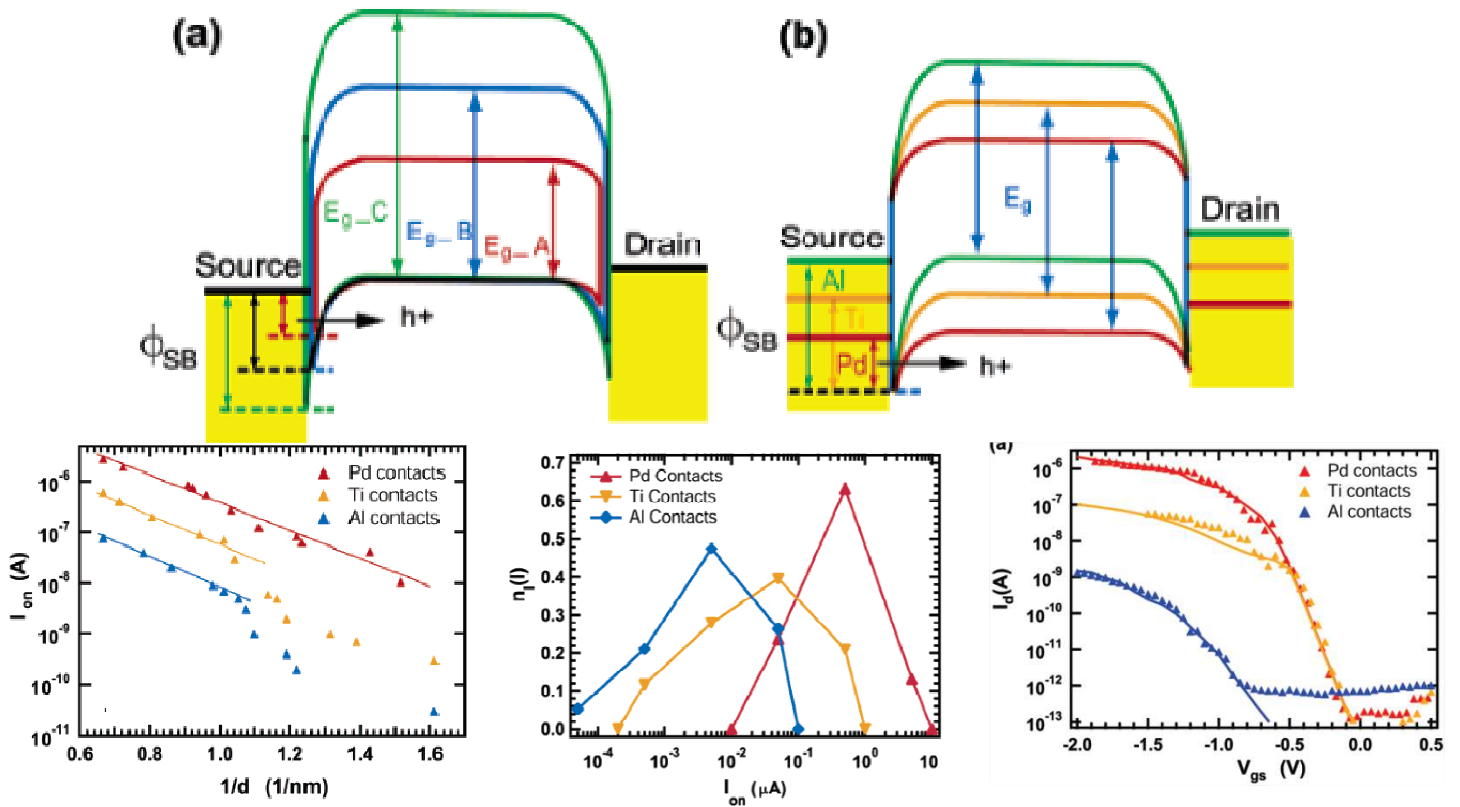 (a)
E_g_C
E_g_B
E_g_A
Source
Drain
h+
ϕ_SB
(b)
E_g
Source
Drain
Al
Ti
Pd
ϕ_SB
h+
Pd contacts
Ti contacts
Al contacts
I_on (A)
10^-6
10^-7
10^-8
10^-9
10^-10
10^-11
0.6 0.8 1.0 1.2 1.4 1.6
1/d (1/nm)
Pd Contacts
Ti Contacts
Al Contacts
n_I(I)
0.7
0.6
0.5
0.4
0.3
0.2
0.1
0.0
10^-4 10^-3 10^-2 10^-1 10^0 10
I_on (μA)
(a)
Pd contacts
Ti contacts
Al contacts
I_d(A)
10^-6
10^-7
10^-8
10^-9
10^-10
10^-11
10^-12
10^-13
-2.0 -1.5 -1.0 -0.5 0.0 0.5
V_gs (V)